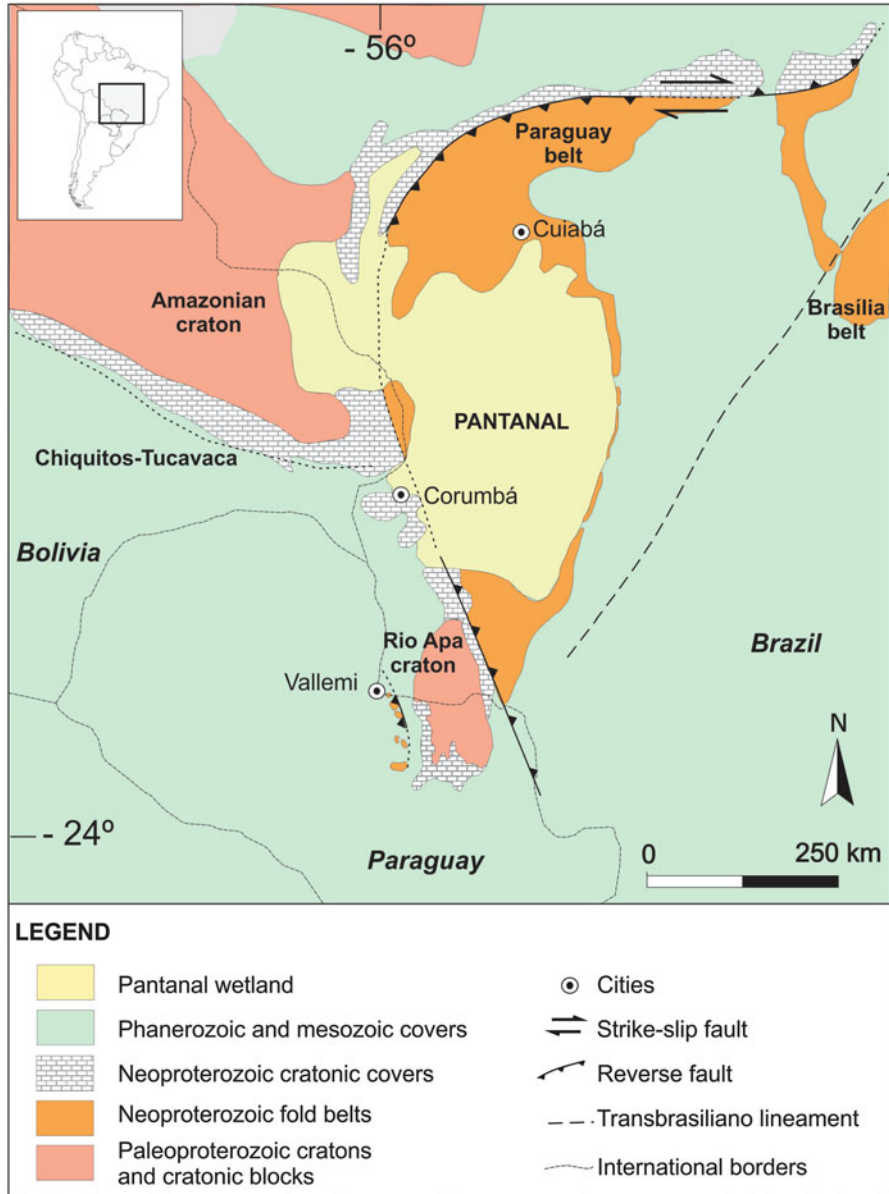 - 56º
Paraguay
belt
Cuiabá
Amazonian
craton
Brasília
belt
PANTANAL
Chiquitos-Tucavaca
Corumbá
Bolivia
Rio Apa
craton
Brazil
Vallemi
N
- 24º
Paraguay
0 250 km
LEGEND
Pantanal wetland
Phanerozoic and mesozoic covers
Neoproterozoic cratonic covers
Neoproterozoic fold belts
Paleoproterozoic cratons
and cratonic blocks
Cities
Strike-slip fault
Reverse fault
Transbrasiliano lineament
International borders